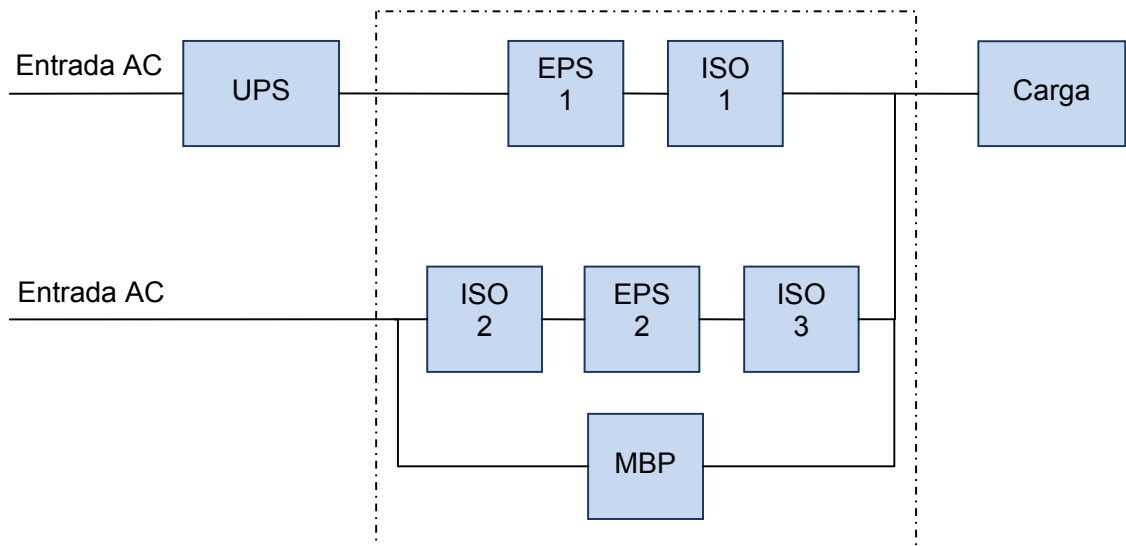 Entrada AC
UPS
EPS
1
ISO
1
Carga
Entrada AC
ISO
2
EPS
2
ISO
3
MBP